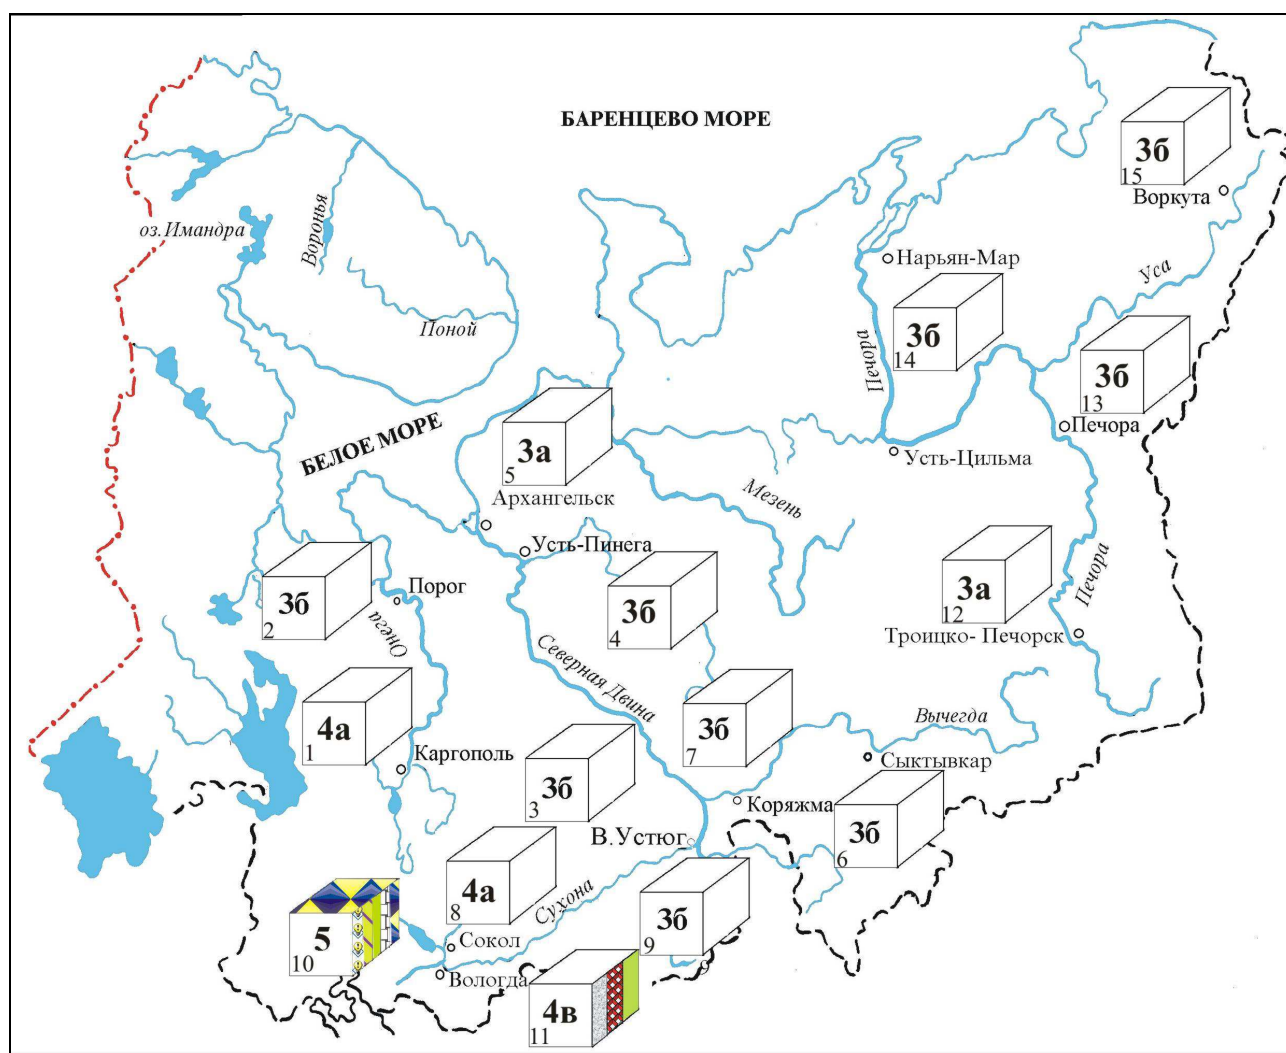 БАРЕНЦЕВО МОРЕ
3б
15
Воркута
оз.Имандра
Воронья
Нарьян-Мар
Уса
Поной
3б
14
Печора
3б
13
Печора
БЕЛОЕ МОРЕ
3а
5
Усть-Цильма
Архангельск
Мезень
Усть-Пинега
3б
2
Порог
Онега
3б
4
3а
12
Печора
Троицко- Печорск
Северная Двина
4а
1
Каргополь
3б
7
Вычегда
Сыктывкар
3б
3
Коряжма
3б
6
В.Устюг
4а
8
Сухона
3б
9
5
10
Сокол
9
Вологда
4в
11